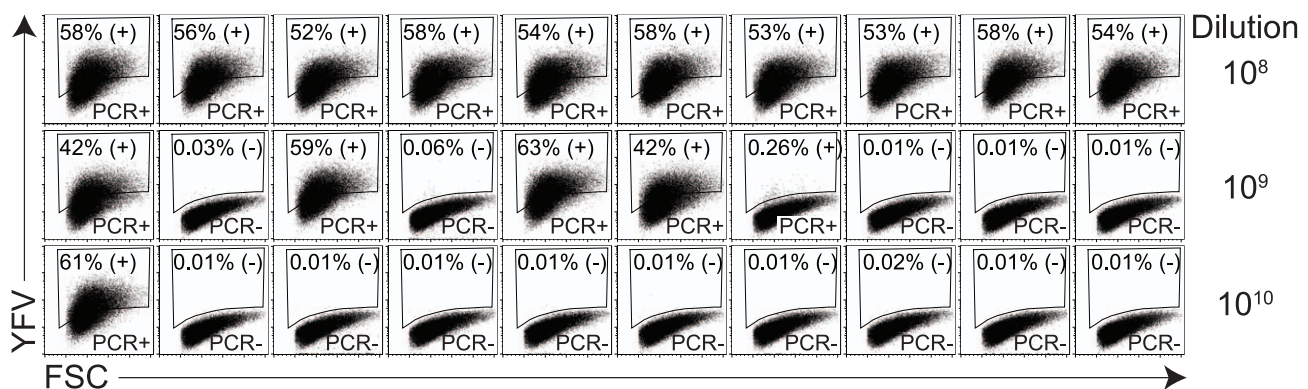 58% (+) 56% (+) 52% (+) 58% (+) 54% (+) 58% (+) 53% (+) 53% (+) 58% (+) 54% (+) Dilution
PCR+ PCR+ PCR+ PCR+ PCR+ PCR+ PCR+ PCR+ PCR+ PCR+ 10⁸
42% (+) 0.03% (-) 59% (+) 0.06% (-) 63% (+) 42% (+) 0.26% (+) 0.01% (-) 0.01% (-) 0.01% (-)
PCR+ PCR- PCR+ PCR- PCR+ PCR+ PCR+ PCR- PCR- PCR- 10⁹
61% (+) 0.01% (-) 0.01% (-) 0.01% (-) 0.01% (-) 0.01% (-) 0.01% (-) 0.02% (-) 0.01% (-) 0.01% (-)
PCR+ PCR- PCR- PCR- PCR- PCR- PCR- PCR- PCR- PCR- 10¹⁰
YFV
FSC